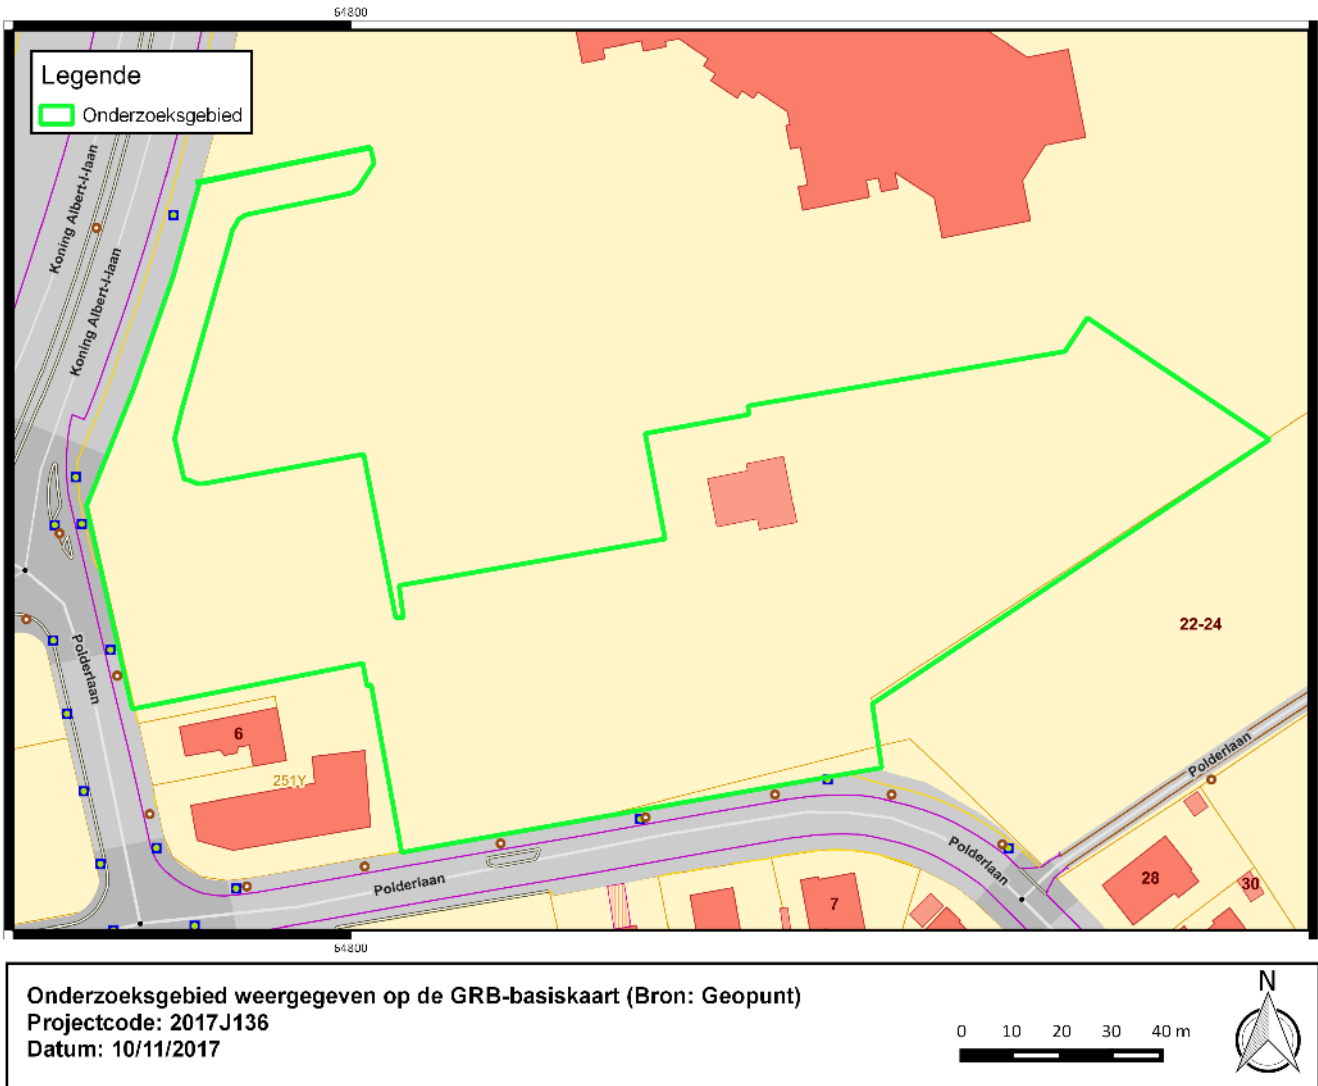 54800
Legende
Onderzoeksgebied
Koning Albert-I-laan
Koning Albert-I-laan
Polderlaan
6
251Y
22-24
Polderlaan
Polderlaan
Polderlaan
7
28
30
54800
Onderzoeksgebied weergegeven op de GRB-basiskaart (Bron: Geopunt)
Projectcode: 2017J136
Datum: 10/11/2017
0 10 20 30 40 m
N